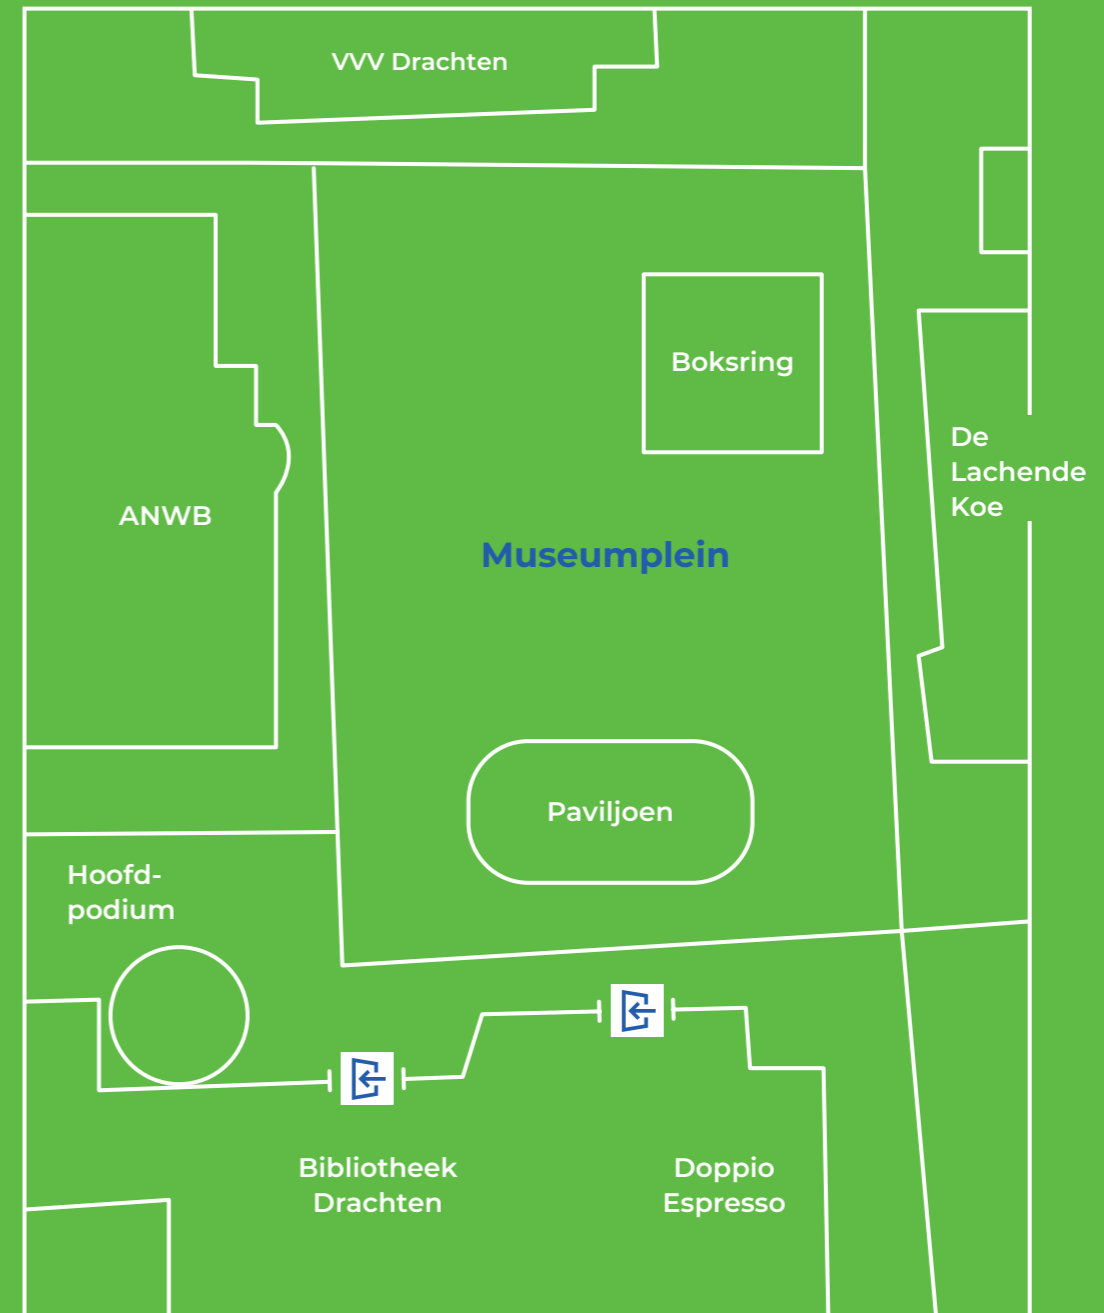 VVV Drachten
Boksring
De
Lachende
Koe
ANWB
Museumplein
Paviljoen
Hoofd-
podium
Bibliotheek
Drachten
Doppio
Espresso